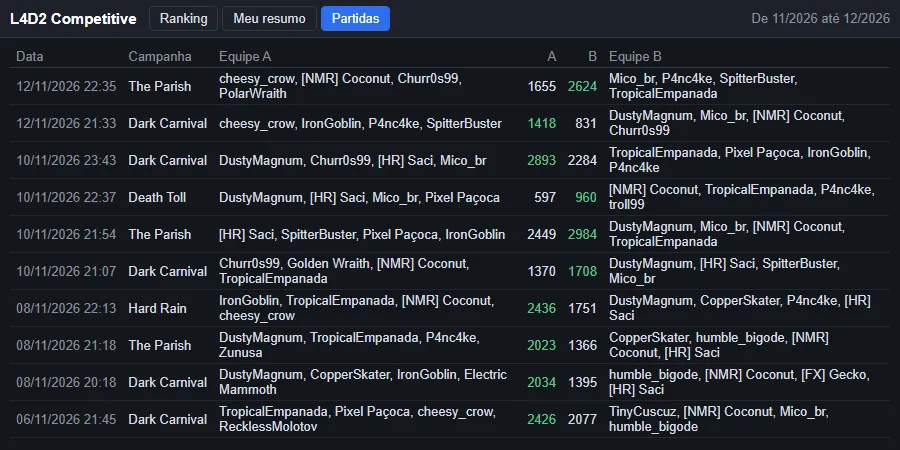 L4D2 Competitive Ranking Meu resumo Partidas De 11/2026 até 12/2026
Data Campanha Equipe A A B Equipe B
12/11/2026 22:35 The Parish cheesy_crow, [NMR] Coconut, Churr0s99, PolarWraith 1655 2624 Mico_br, P4nc4ke, SpitterBuster, TropicalEmpanada
12/11/2026 21:33 Dark Carnival cheesy_crow, IronGoblin, P4nc4ke, SpitterBuster 1418 831 DustyMagnum, Mico_br, [NMR] Coconut, Churr0s99
10/11/2026 23:43 Dark Carnival DustyMagnum, Churr0s99, [HR] Saci, Mico_br 2893 2284 TropicalEmpanada, Pixel Paçoca, IronGoblin, P4nc4ke
10/11/2026 22:37 Death Toll DustyMagnum, [HR] Saci, Mico_br, Pixel Paçoca 597 960 [NMR] Coconut, TropicalEmpanada, P4nc4ke, troll99
10/11/2026 21:54 The Parish [HR] Saci, SpitterBuster, Pixel Paçoca, IronGoblin 2449 2984 DustyMagnum, Mico_br, [NMR] Coconut, TropicalEmpanada
10/11/2026 21:07 Dark Carnival Churr0s99, Golden Wraith, [NMR] Coconut, TropicalEmpanada 1370 1708 DustyMagnum, [HR] Saci, SpitterBuster, Mico_br
08/11/2026 22:13 Hard Rain IronGoblin, TropicalEmpanada, [NMR] Coconut, cheesy_crow 2436 1751 DustyMagnum, CopperSkater, P4nc4ke, [HR] Saci
08/11/2026 21:18 The Parish DustyMagnum, TropicalEmpanada, P4nc4ke, Zunusa 2023 1366 CopperSkater, humble_bigode, [NMR] Coconut, [HR] Saci
08/11/2026 20:18 Dark Carnival DustyMagnum, CopperSkater, IronGoblin, Electric Mammoth 2034 1395 humble_bigode, [NMR] Coconut, [FX] Gecko, [HR] Saci
06/11/2026 21:45 Dark Carnival TropicalEmpanada, Pixel Paçoca, cheesy_crow, RecklessMolotov 2426 2077 TinyCuscuz, [NMR] Coconut, Mico_br, humble_bigode